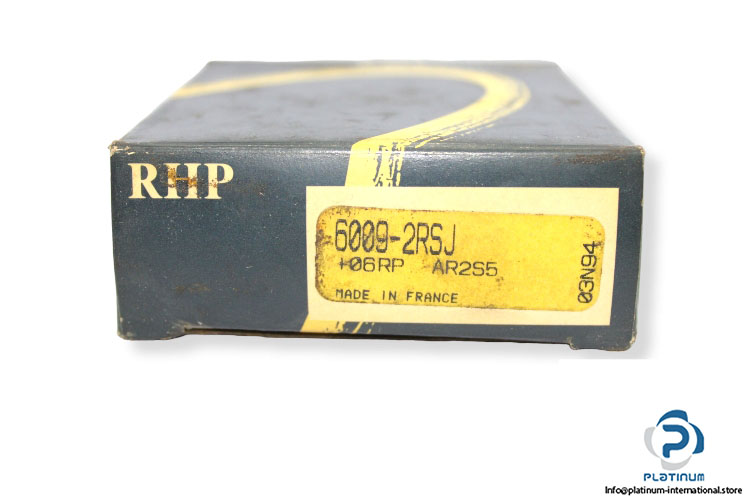 RHP
6009-2RSJ
+06RP AR2S5
MADE IN FRANCE
03N94
PLATINUM
Info@platinum-international.store